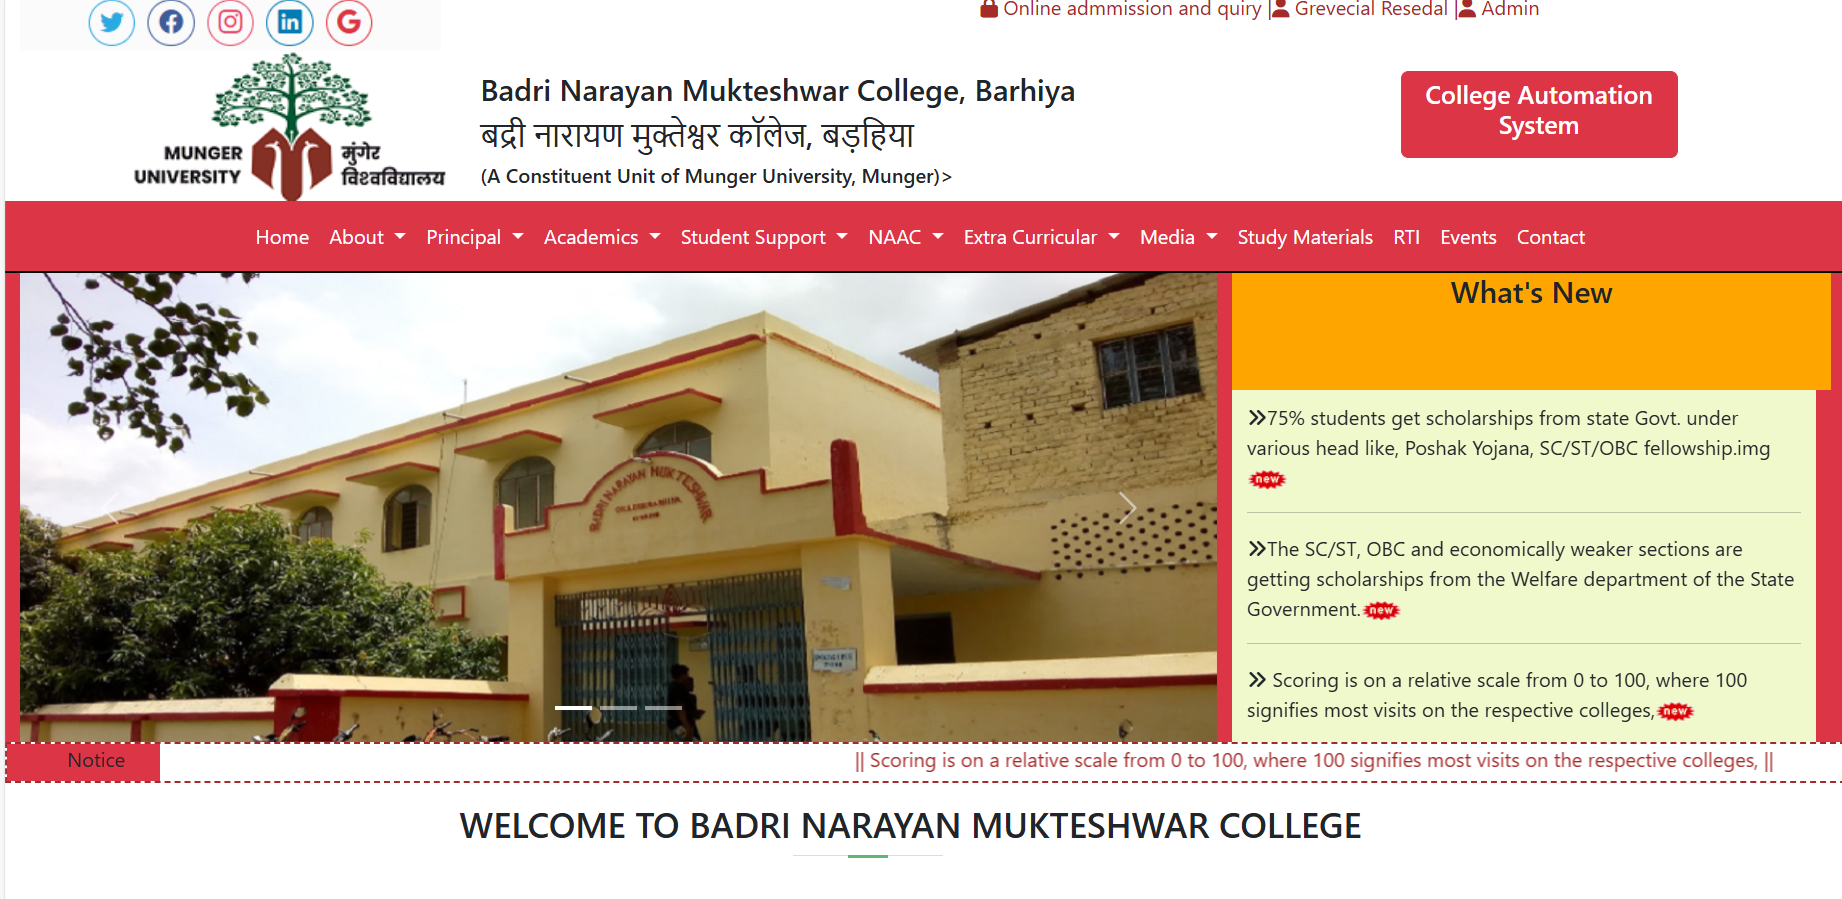 Online admmission and quiry | Grevecial Resedal | Admin
MUNGER
UNIVERSITY
मुंगेर
विश्वविद्यालय
Badri Narayan Mukteshwar College, Barhiya
बद्री नारायण मुक्तेश्वर कॉलेज, बड़हिया
(A Constituent Unit of Munger University, Munger)>
College Automation
System
Home About Principal Academics Student Support NAAC Extra Curricular Media Study Materials RTI Events Contact
BADRI NARAYAN MUKTESHWAR
What's New
75% students get scholarships from state Govt. under
various head like, Poshak Yojana, SC/ST/OBC fellowship.img
new
The SC/ST, OBC and economically weaker sections are
getting scholarships from the Welfare department of the State
Government. new
Scoring is on a relative scale from 0 to 100, where 100
signifies most visits on the respective colleges, new
Notice
|| Scoring is on a relative scale from 0 to 100, where 100 signifies most visits on the respective colleges, ||
WELCOME TO BADRI NARAYAN MUKTESHWAR COLLEGE